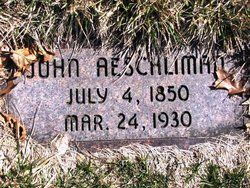 JOHN AESCHLIMAN
JULY 4, 1850
MAR. 24, 1930